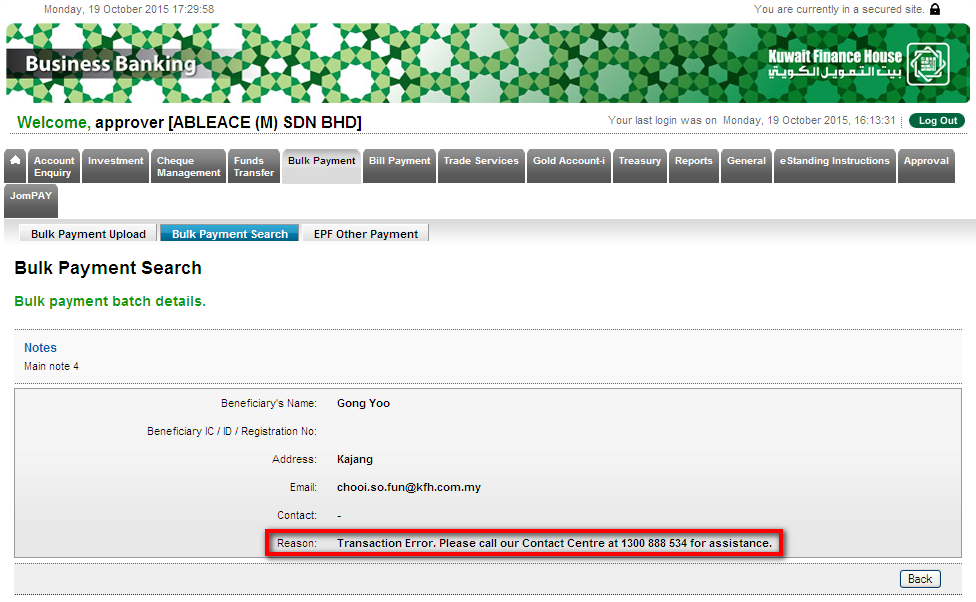 Monday, 19 October 2015 17:29:58
You are currently in a secured site.
Business Banking
Kuwait Finance House
بيت التمويل الكويتي
Welcome, approver [ABLEACE (M) SDN BHD]
Your last login was on Monday, 19 October 2015, 16:13:31
Log Out
Account Enquiry
Investment
Cheque Management
Funds Transfer
Bulk Payment
Bill Payment
Trade Services
Gold Account-i
Treasury
Reports
General
eStanding Instructions
Approval
JomPAY
Bulk Payment Upload
Bulk Payment Search
EPF Other Payment
Bulk Payment Search
Bulk payment batch details.
Notes
Main note 4
Beneficiary's Name: Gong Yoo
Beneficiary IC / ID / Registration No:
Address: Kajang
Email: chooi.so.fun@kfh.com.my
Contact: -
Reason: Transaction Error. Please call our Contact Centre at 1300 888 534 for assistance.
Back